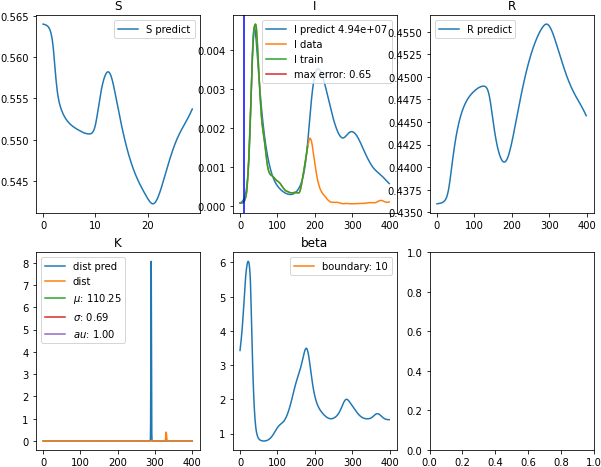 S
I
R
0.565
0.560
0.555
0.550
0.545
0 10 20
S predict
0.004
0.003
0.002
0.001
0.000
0 100 200 300 400
I predict 4.94e+07
I data
I train
max error: 0.65
0.4550
0.4525
0.4500
0.4475
0.4450
0.4425
0.4400
0.4375
0.4350
0 100 200 300 400
R predict
K
beta
8
7
6
5
4
3
2
1
0
0 100 200 300 400
dist pred
dist
μ: 110.25
σ: 0.69
au: 1.00
6
5
4
3
2
1
0 100 200 300 400
boundary: 10
1.0
0.8
0.6
0.4
0.2
0.0
0.0 0.2 0.4 0.6 0.8 1.0